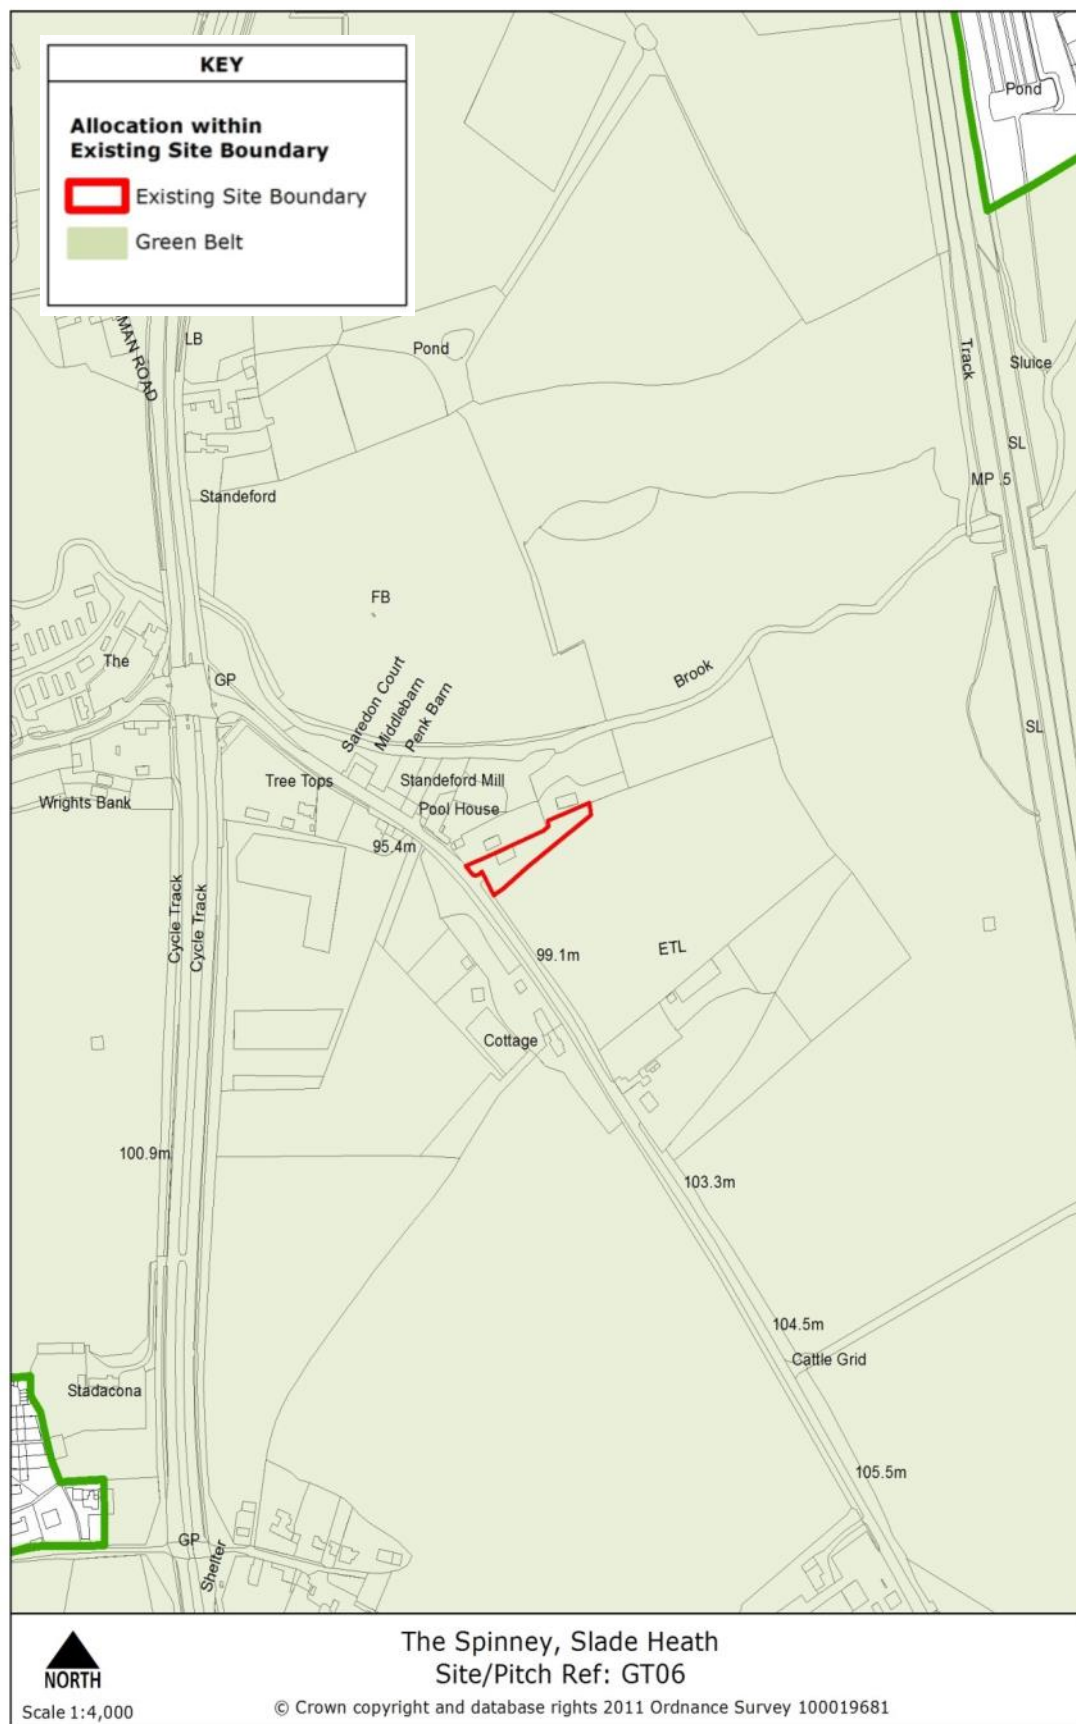 KEY
Allocation within
Existing Site Boundary
Existing Site Boundary
Green Belt
Pond
MAN ROAD
LB
Pond
Track
Sluice
SL
MP .5
Standeford
FB
The
GP
Saredon Court
Middlebarn
Penk Barn
Brook
SL
Tree Tops
Standeford Mill
Wrights Bank
Pool House
95.4m
Cycle Track
Cycle Track
99.1m
ETL
Cottage
100.9m
103.3m
104.5m
Cattle Grid
Stadacona
105.5m
GP
Shelter
NORTH
Scale 1:4,000
The Spinney, Slade Heath
Site/Pitch Ref: GT06
© Crown copyright and database rights 2011 Ordnance Survey 100019681